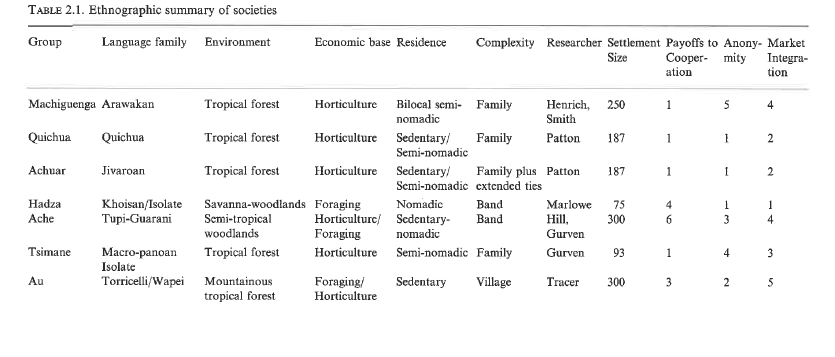 TABLE 2.1. Ethnographic summary of societies
Group Language family Environment Economic base Residence Complexity Researcher Settlement Payoffs to Anony- Market
Size Cooper- mity Integra-
ation tion
Machiguenga Arawakan Tropical forest Horticulture Bilocal semi- Family Henrich, 250 1 5 4
nomadic Smith
Quichua Quichua Tropical forest Horticulture Sedentary/ Family Patton 187 1 1 2
Semi-nomadic
Achuar Jivaroan Tropical forest Horticulture Sedentary/ Family plus Patton 187 1 1 2
Semi-nomadic extended ties
Hadza Khoisan/Isolate Savanna-woodlands Foraging Nomadic Band Marlowe 75 4 1 1
Ache Tupi-Guarani Semi-tropical Horticulture/ Sedentary- Band Hill, 300 6 3 4
woodlands Foraging nomadic Gurven
Tsimane Macro-panoan Tropical forest Horticulture Semi-nomadic Family Gurven 93 1 4 3
Isolate
Au Torricelli/Wapei Mountainous Foraging/ Sedentary Village Tracer 300 3 2 5
tropical forest Horticulture